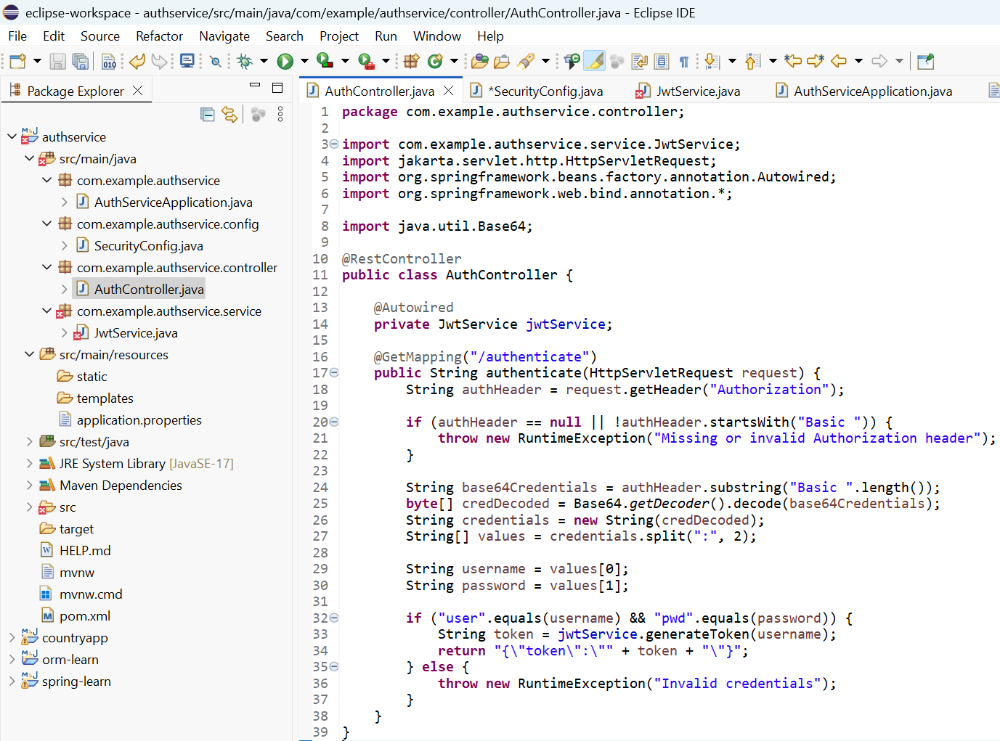 eclipse-workspace - authservice/src/main/java/com/example/authservice/controller/AuthController.java - Eclipse IDE
File Edit Source Refactor Navigate Search Project Run Window Help
010
Package Explorer
authservice
src/main/java
com.example.authservice
AuthServiceApplication.java
com.example.authservice.config
SecurityConfig.java
com.example.authservice.controller
AuthController.java
com.example.authservice.service
JwtService.java
src/main/resources
static
templates
application.properties
src/test/java
JRE System Library [JavaSE-17]
Maven Dependencies
src
target
HELP.md
mvnw
mvnw.cmd
pom.xml
countryapp
orm-learn
spring-learn
AuthController.java *SecurityConfig.java JwtService.java AuthServiceApplication.java
1 package com.example.authservice.controller;
2
3 import com.example.authservice.service.JwtService;
4 import jakarta.servlet.http.HttpServletRequest;
5 import org.springframework.beans.factory.annotation.Autowired;
6 import org.springframework.web.bind.annotation.*;
7
8 import java.util.Base64;
9
10 @RestController
11 public class AuthController {
12
13     @Autowired
14     private JwtService jwtService;
15
16     @GetMapping("/authenticate")
17     public String authenticate(HttpServletRequest request) {
18         String authHeader = request.getHeader("Authorization");
19
20         if (authHeader == null || !authHeader.startsWith("Basic ")) {
21             throw new RuntimeException("Missing or invalid Authorization header");
22         }
23
24         String base64Credentials = authHeader.substring("Basic ".length());
25         byte[] credDecoded = Base64.getDecoder().decode(base64Credentials);
26         String credentials = new String(credDecoded);
27         String[] values = credentials.split(":", 2);
28
29         String username = values[0];
30         String password = values[1];
31
32         if ("user".equals(username) && "pwd".equals(password)) {
33             String token = jwtService.generateToken(username);
34             return "{\"token\":\"" + token + "\"}";
35         } else {
36             throw new RuntimeException("Invalid credentials");
37         }
38     }
39 }